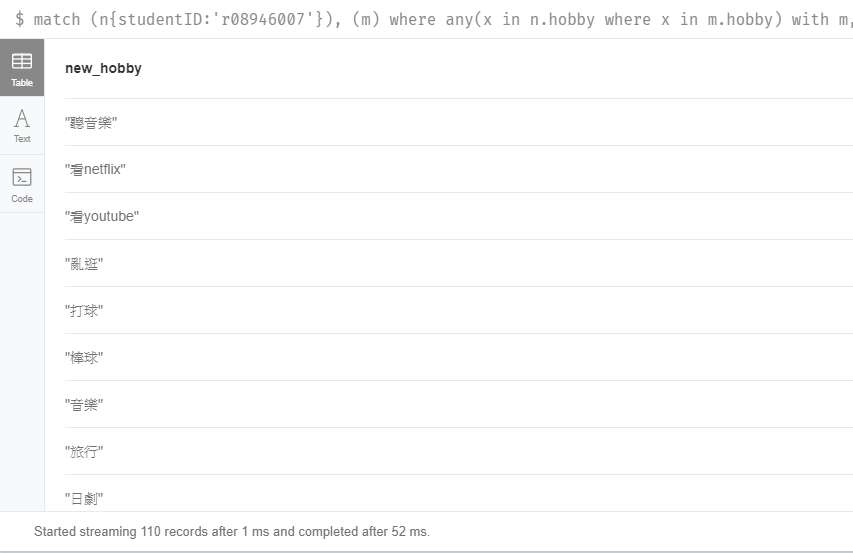 $ match (n{studentID:'r08946007'}), (m) where any(x in n.hobby where x in m.hobby) with m,
Table
new_hobby
"聽音樂"
"看netflix"
Text
"看youtube"
Code
"亂逛"
"打球"
"棒球"
"音樂"
"旅行"
"日劇"
Started streaming 110 records after 1 ms and completed after 52 ms.